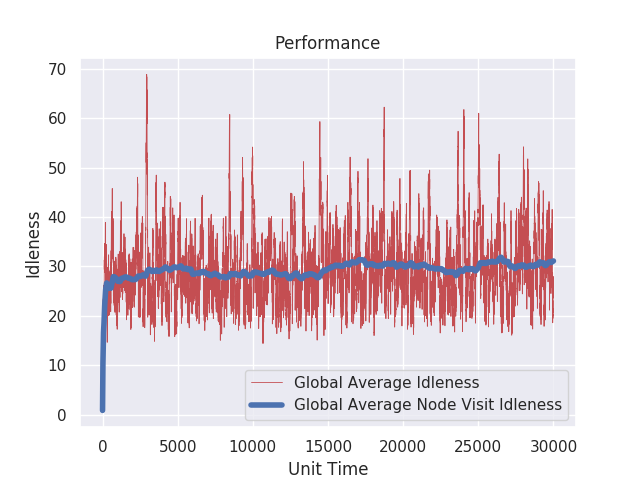 Performance
70
60
50
40
30
20
10
0
Idleness
Global Average Idleness
Global Average Node Visit Idleness
0 5000 10000 15000 20000 25000 30000
Unit Time